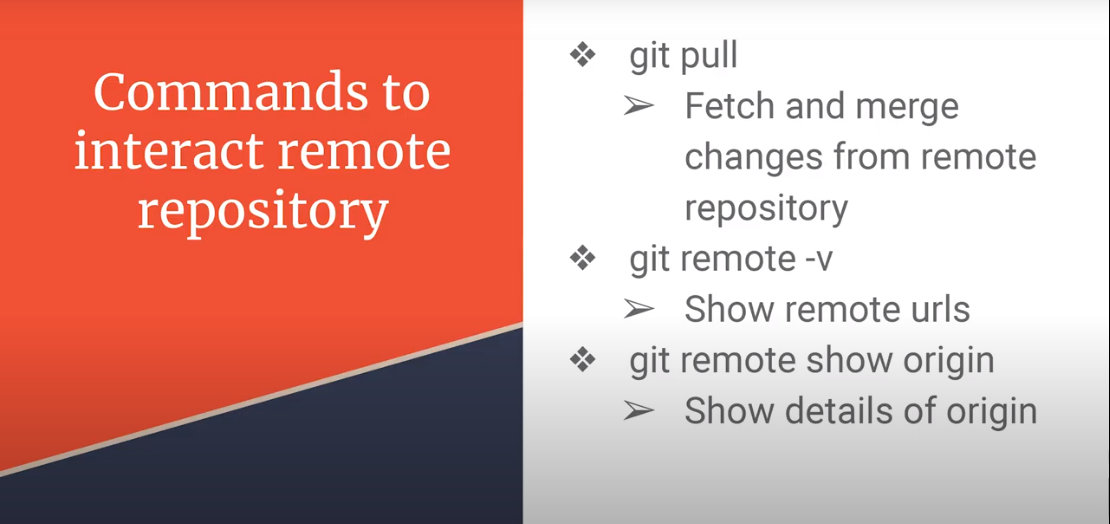 Commands to
interact remote
repository
❖ git pull
➢ Fetch and merge
changes from remote
repository
❖ git remote -v
➢ Show remote urls
❖ git remote show origin
➢ Show details of origin